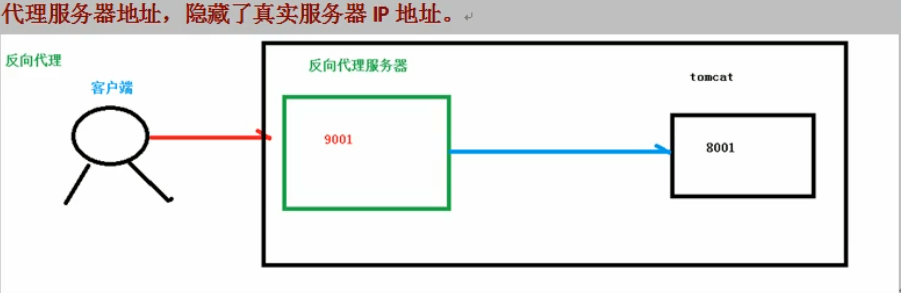 代理服务器地址，隐藏了真实服务器 IP 地址。
反向代理
客户端
反向代理服务器
tomcat
9001
8001